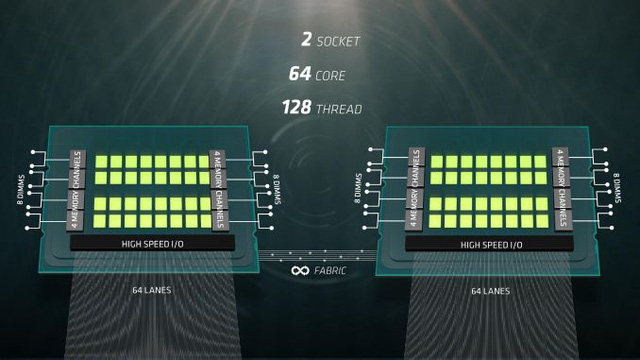 2 SOCKET
64 CORE
128 THREAD
8 DIMMS
4 MEMORY CHANNELS
4 MEMORY CHANNELS
8 DIMMS
HIGH SPEED I/O
64 LANES
FABRIC
8 DIMMS
4 MEMORY CHANNELS
4 MEMORY CHANNELS
8 DIMMS
HIGH SPEED I/O
64 LANES